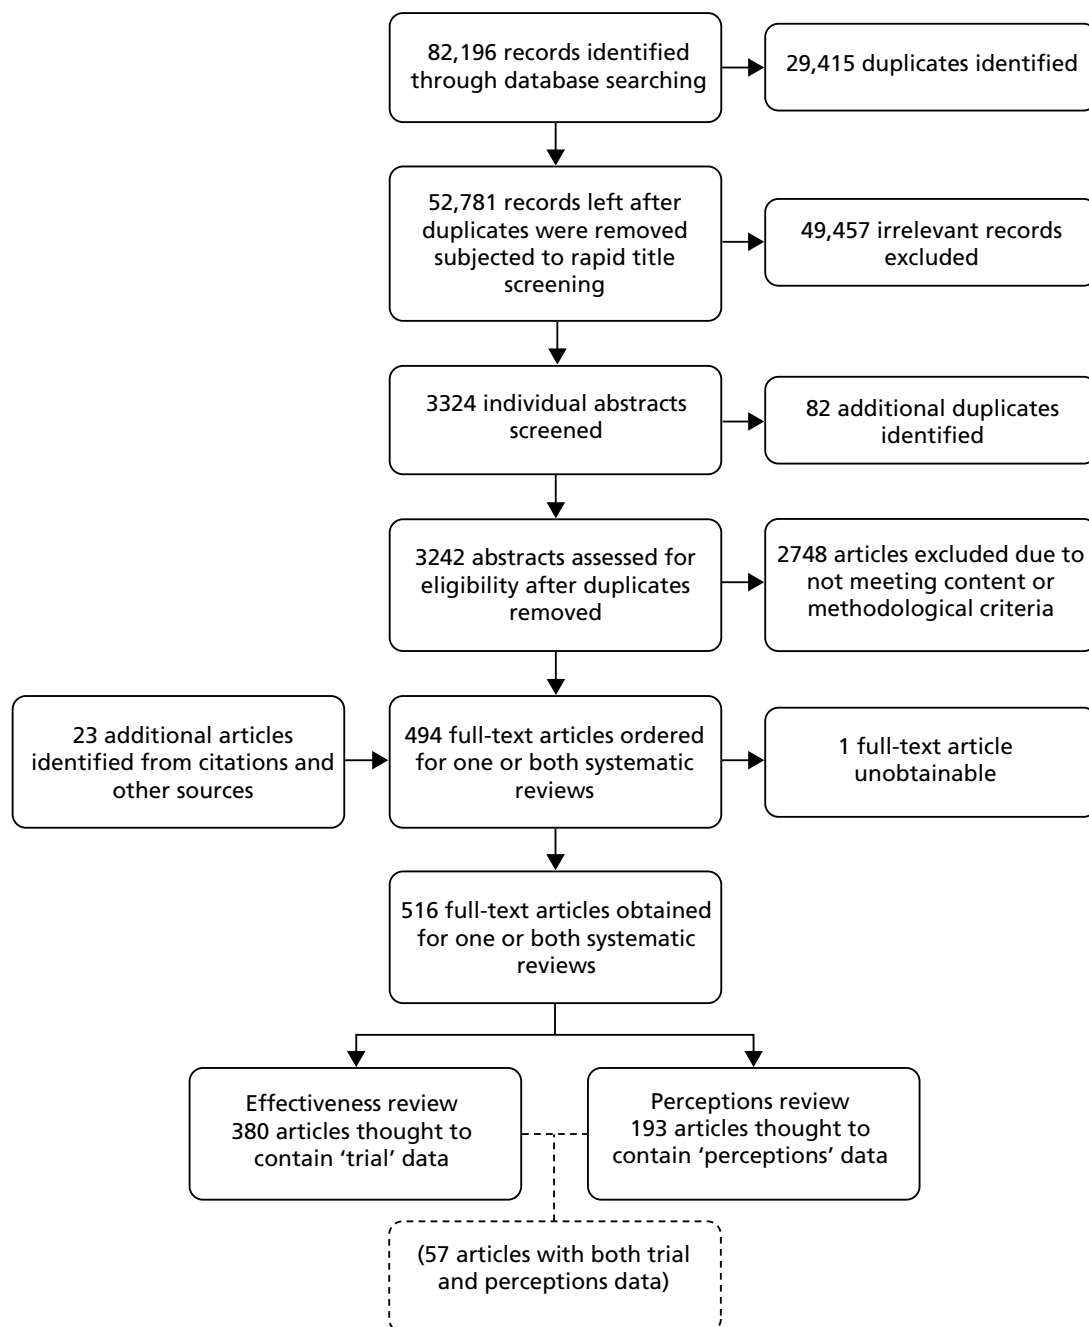 82,196 records identified
through database searching
29,415 duplicates identified
52,781 records left after
duplicates were removed
subjected to rapid title
screening
49,457 irrelevant records
excluded
3324 individual abstracts
screened
82 additional duplicates
identified
3242 abstracts assessed for
eligibility after duplicates
removed
2748 articles excluded due to
not meeting content or
methodological criteria
23 additional articles
identified from citations and
other sources
494 full-text articles ordered
for one or both systematic
reviews
1 full-text article
unobtainable
516 full-text articles obtained
for one or both systematic
reviews
Effectiveness review
380 articles thought to
contain ‘trial’ data
Perceptions review
193 articles thought to
contain ‘perceptions’ data
(57 articles with both trial
and perceptions data)